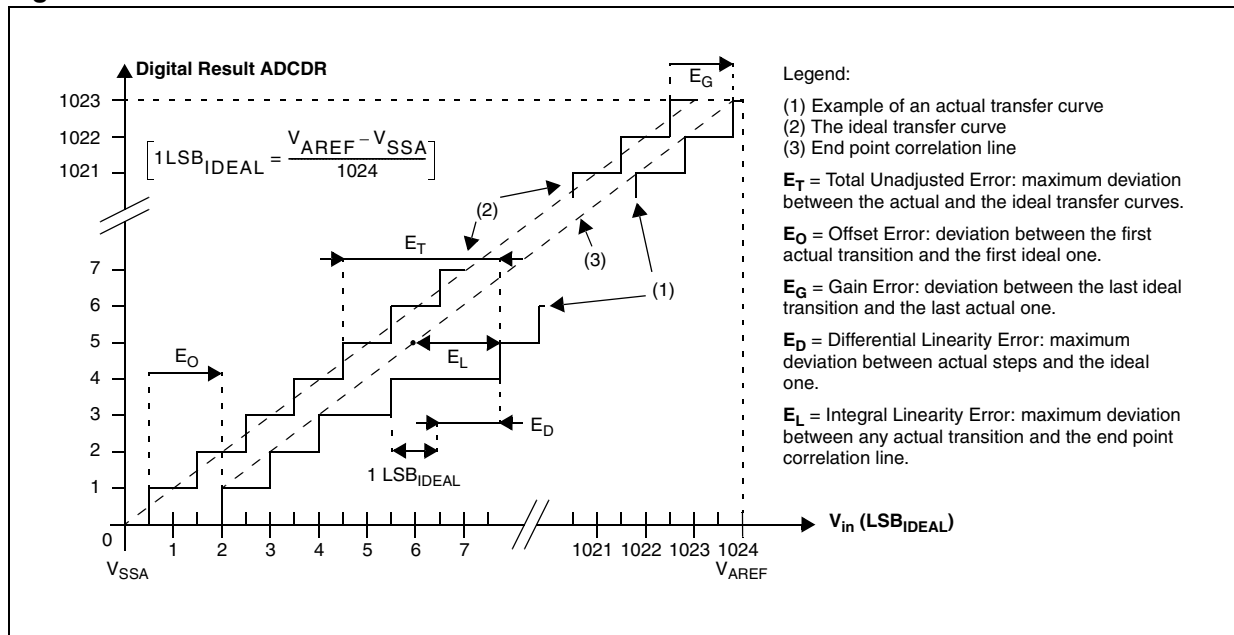 Digital Result ADCDR
E_G
1023
1022
1021
[1LSB_IDEAL = (V_AREF – V_SSA) / 1024]
(2)
E_T
(3)
(1)
7
6
5
4
3
2
1
0
E_O
E_L
E_D
1 LSB_IDEAL
1 2 3 4 5 6 7 1021 1022 1023 1024
V_in (LSB_IDEAL)
V_SSA
V_AREF
Legend:
(1) Example of an actual transfer curve
(2) The ideal transfer curve
(3) End point correlation line
E_T = Total Unadjusted Error: maximum deviation
between the actual and the ideal transfer curves.
E_O = Offset Error: deviation between the first
actual transition and the first ideal one.
E_G = Gain Error: deviation between the last ideal
transition and the last actual one.
E_D = Differential Linearity Error: maximum
deviation between actual steps and the ideal
one.
E_L = Integral Linearity Error: maximum deviation
between any actual transition and the end point
correlation line.